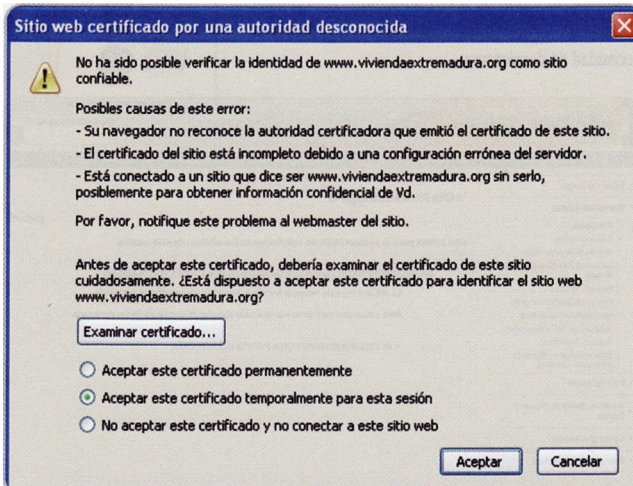 Sitio web certificado por una autoridad desconocida
No ha sido posible verificar la identidad de www.viviendaextremadura.org como sitio
confiable.
Posibles causas de este error:
- Su navegador no reconoce la autoridad certificadora que emitió el certificado de este sitio.
- El certificado del sitio está incompleto debido a una configuración errónea del servidor.
- Está conectado a un sitio que dice ser www.viviendaextremadura.org sin serlo,
posiblemente para obtener información confidencial de Vd.
Por favor, notifique este problema al webmaster del sitio.
Antes de aceptar este certificado, debería examinar el certificado de este sitio
cuidadosamente. ¿Está dispuesto a aceptar este certificado para identificar el sitio web
www.viviendaextremadura.org?
Examinar certificado...
Aceptar este certificado permanentemente
Aceptar este certificado temporalmente para esta sesión
No aceptar este certificado y no conectar a este sitio web
Aceptar
Cancelar